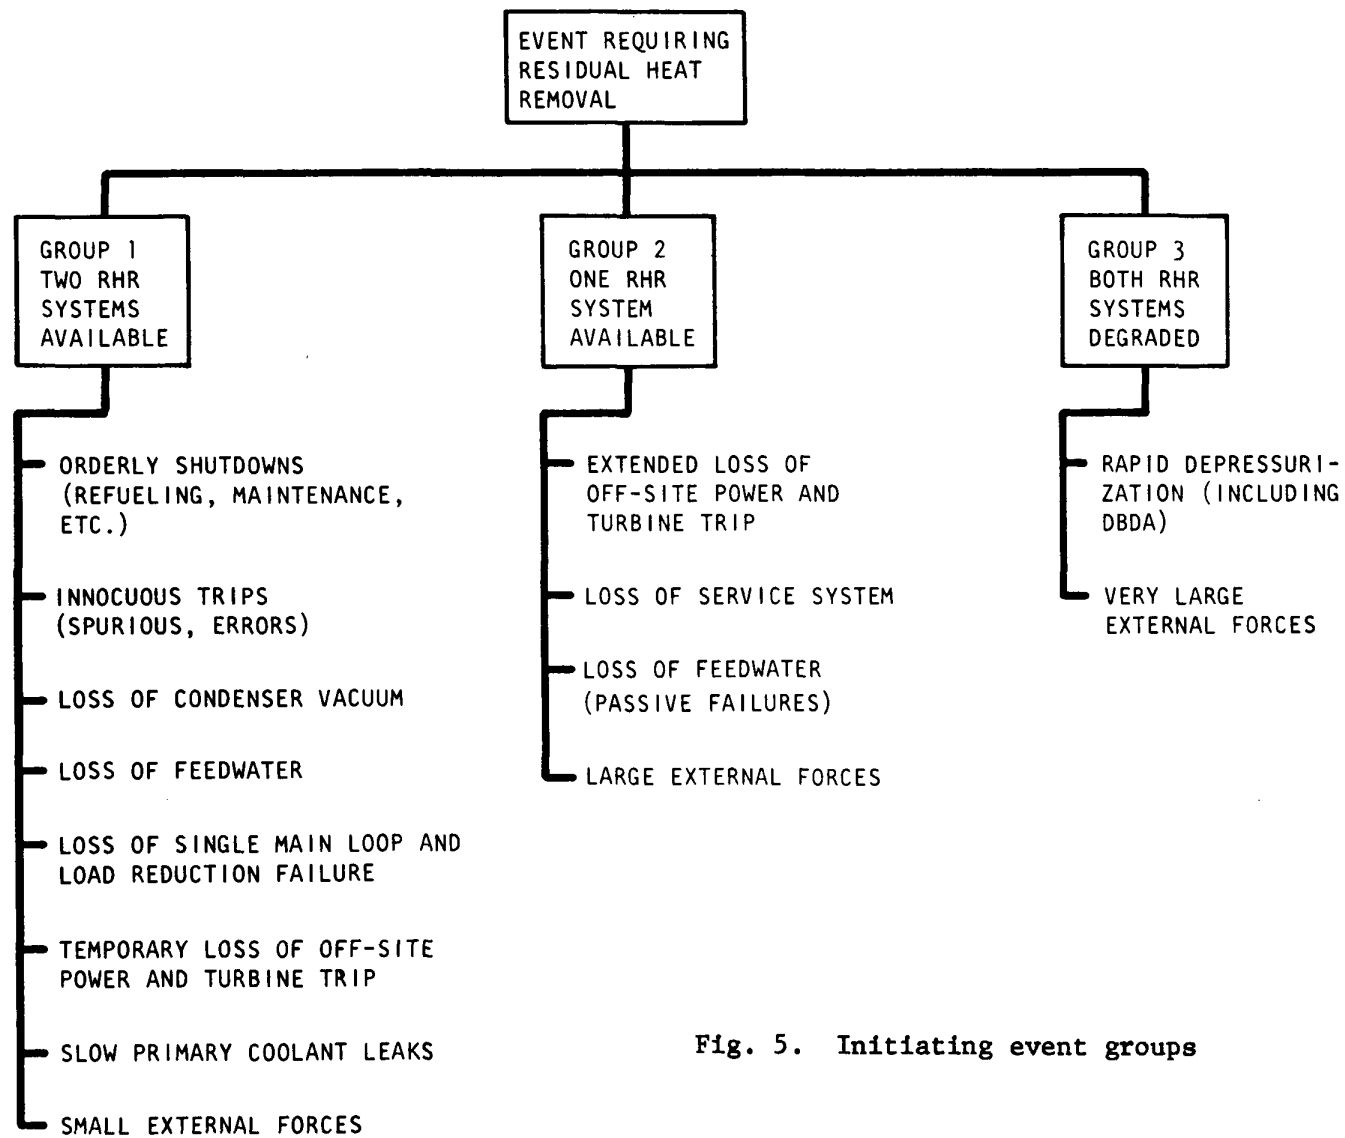 EVENT REQUIRING
RESIDUAL HEAT
REMOVAL
GROUP 1
TWO RHR
SYSTEMS
AVAILABLE
ORDERLY SHUTDOWNS
(REFUELING, MAINTENANCE,
ETC.)
INNOCUOUS TRIPS
(SPURIOUS, ERRORS)
LOSS OF CONDENSER VACUUM
LOSS OF FEEDWATER
LOSS OF SINGLE MAIN LOOP AND
LOAD REDUCTION FAILURE
TEMPORARY LOSS OF OFF-SITE
POWER AND TURBINE TRIP
SLOW PRIMARY COOLANT LEAKS
SMALL EXTERNAL FORCES
GROUP 2
ONE RHR
SYSTEM
AVAILABLE
EXTENDED LOSS OF
OFF-SITE POWER AND
TURBINE TRIP
LOSS OF SERVICE SYSTEM
LOSS OF FEEDWATER
(PASSIVE FAILURES)
LARGE EXTERNAL FORCES
GROUP 3
BOTH RHR
SYSTEMS
DEGRADED
RAPID DEPRESSURI-
ZATION (INCLUDING
DBDA)
VERY LARGE
EXTERNAL FORCES
Fig. 5. Initiating event groups